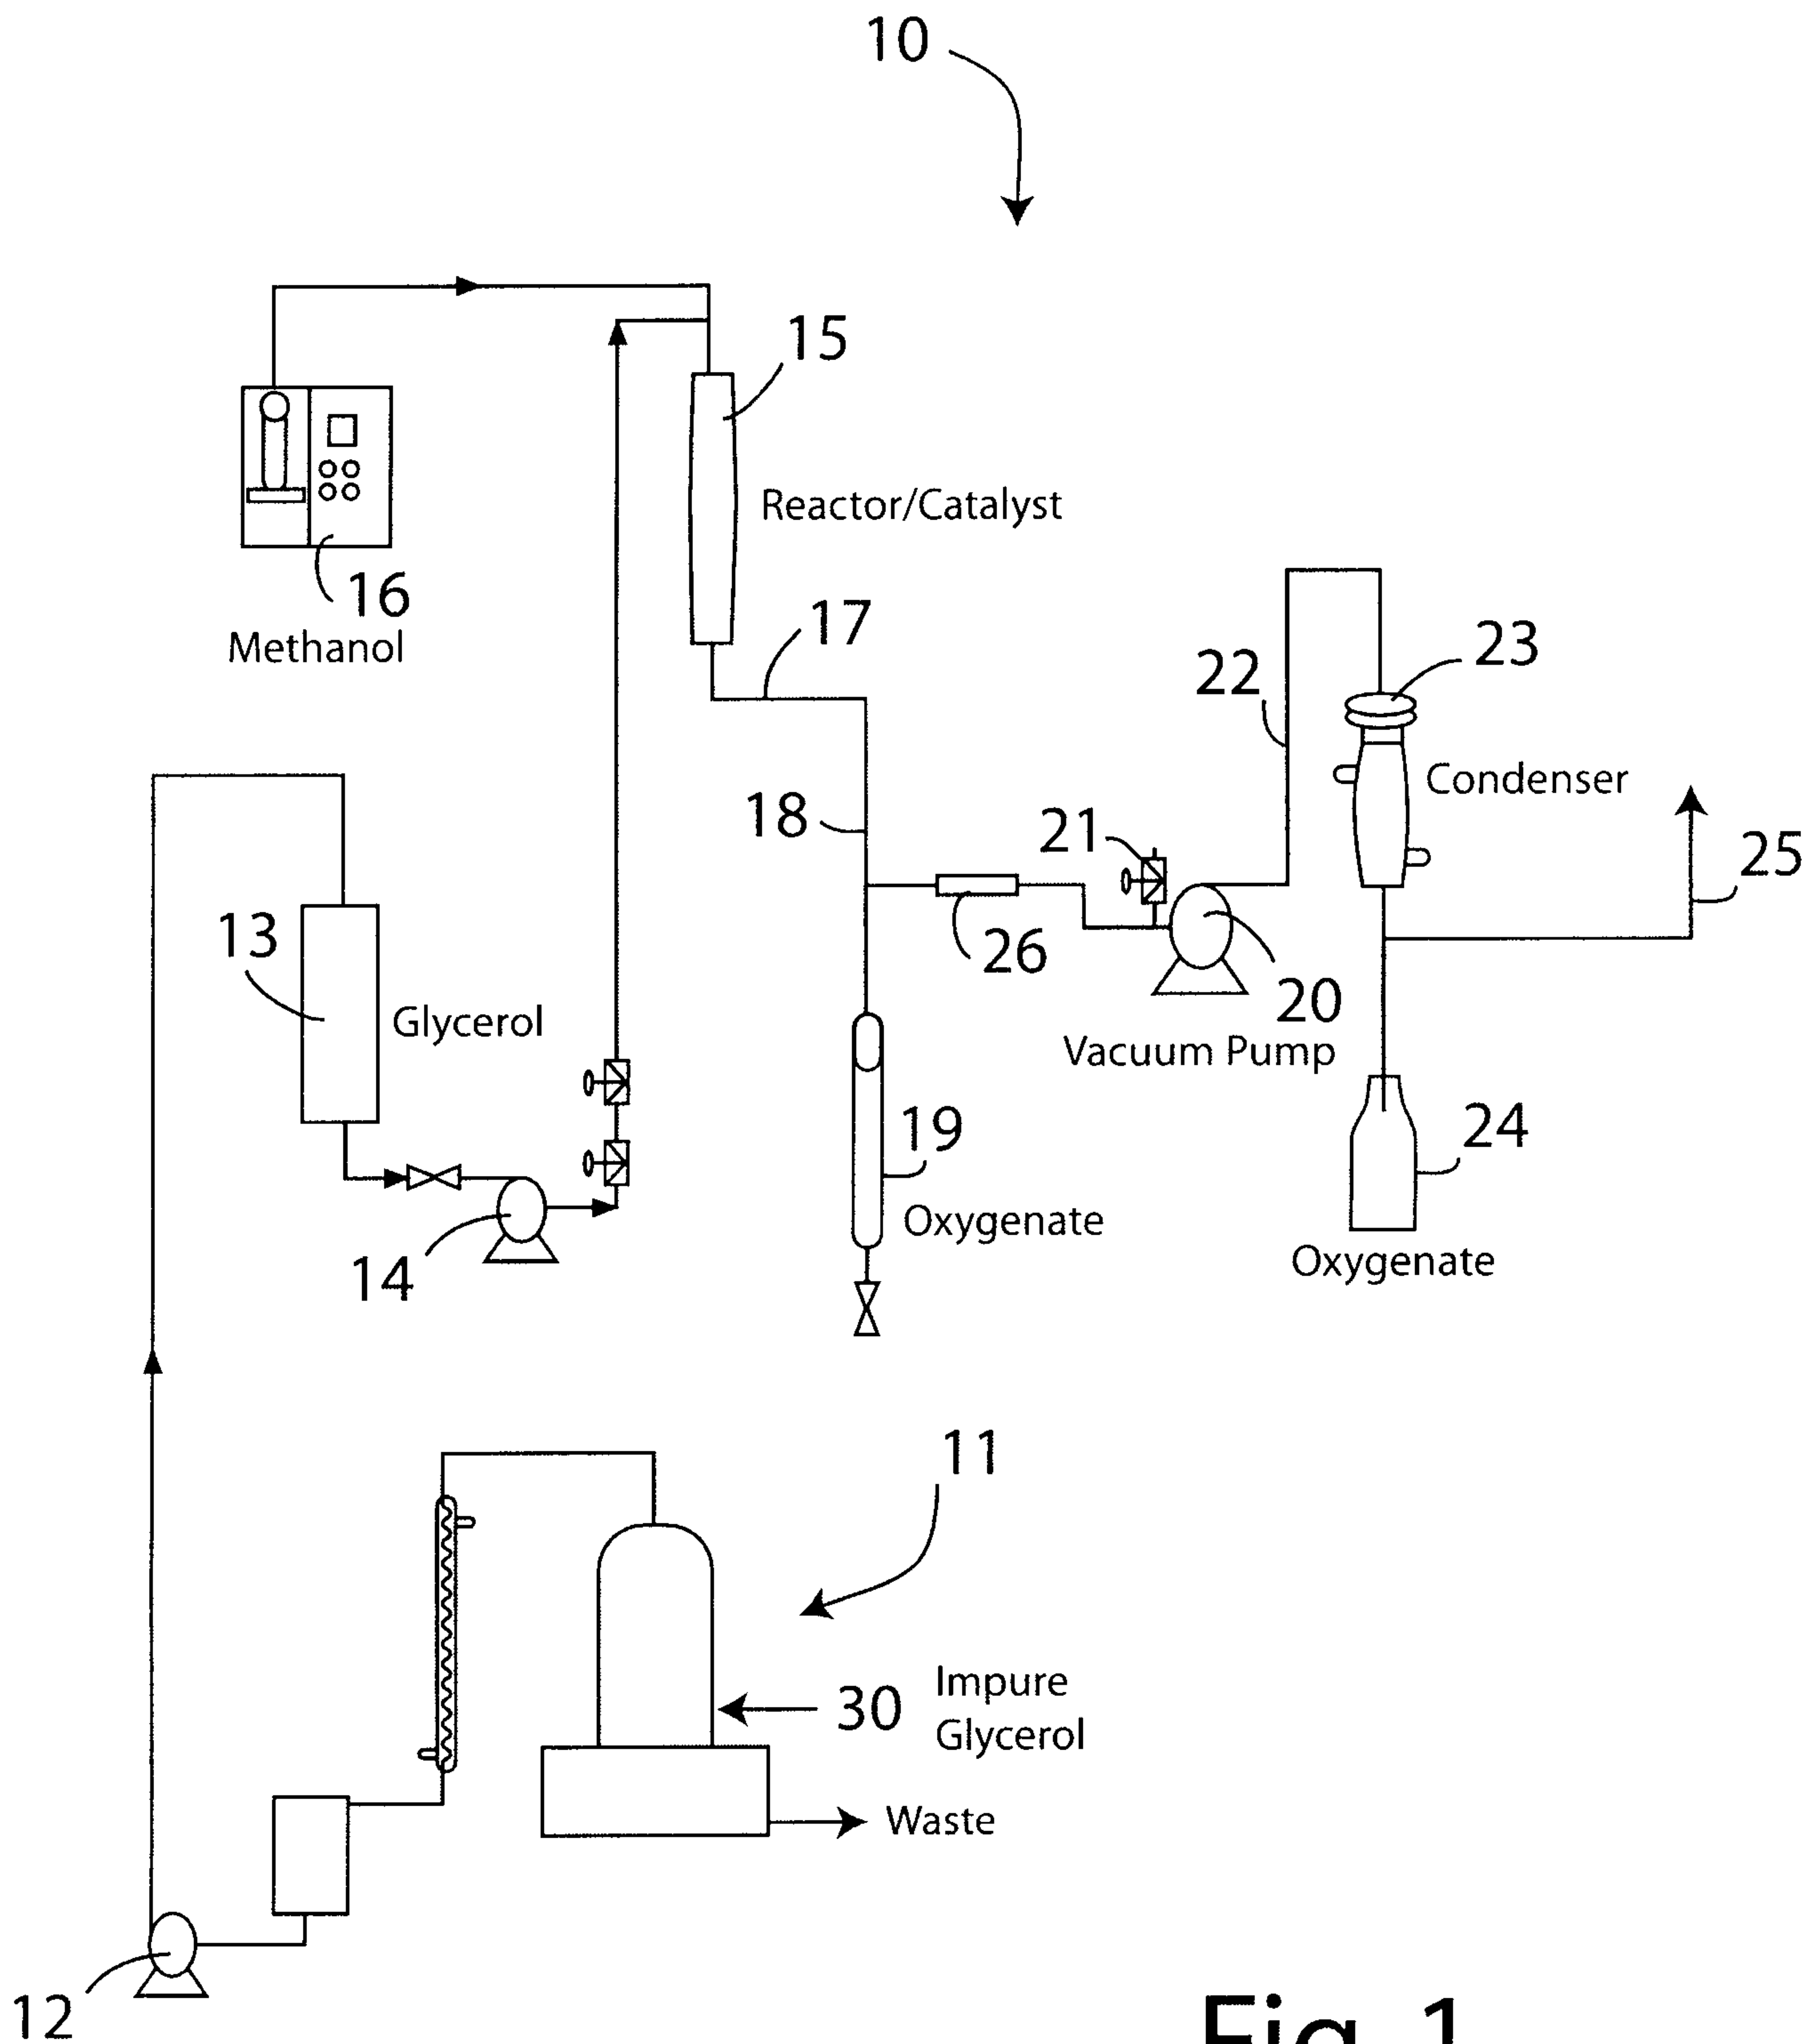 10
15
Reactor/Catalyst
16
Methanol
17
22
23
Condenser
18
21
25
13
26
Glycerol
20
Vacuum Pump
19
24
Oxygenate
Oxygenate
14
11
30
Impure
Glycerol
Waste
12
Fig. 1